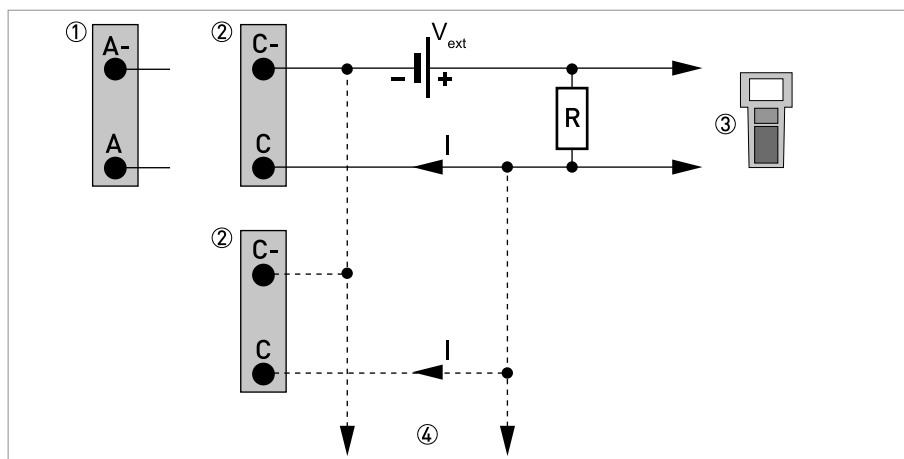 ① A- ② C- V ext
- +
R ③
A C I
② C-
C I
④